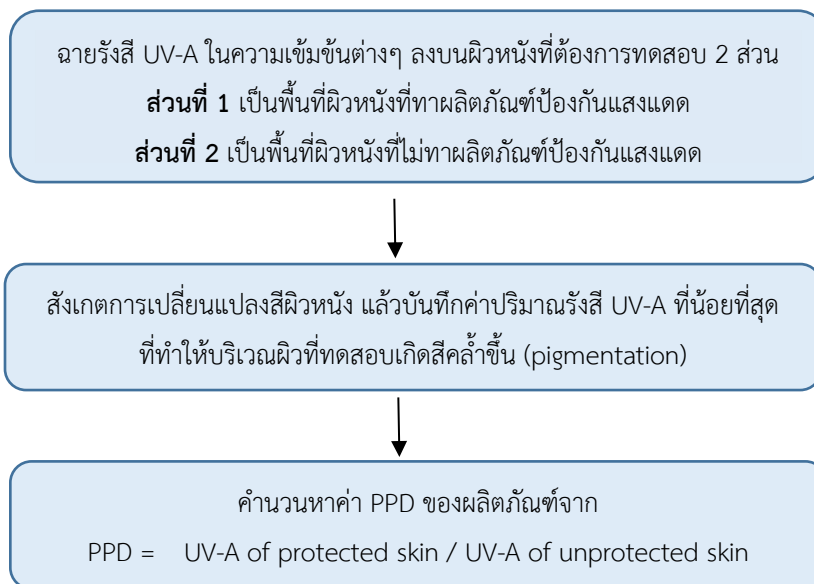 ฉายรังสี UV-A ในความเข้มข้นต่างๆ ลงบนผิวหนังที่ต้องการทดสอบ 2 ส่วน
ส่วนที่ 1 เป็นพื้นที่ผิวหนังที่ทาผลิตภัณฑ์ป้องกันแสงแดด
ส่วนที่ 2 เป็นพื้นที่ผิวหนังที่ไม่ทาผลิตภัณฑ์ป้องกันแสงแดด
สังเกตการเปลี่ยนแปลงสีผิวหนัง แล้วบันทึกค่าปริมาณรังสี UV-A ที่น้อยที่สุด
ที่ทำให้บริเวณผิวที่ทดสอบเกิดสีคล้ำขึ้น (pigmentation)
คำนวนหาค่า PPD ของผลิตภัณฑ์จาก
PPD = UV-A of protected skin / UV-A of unprotected skin